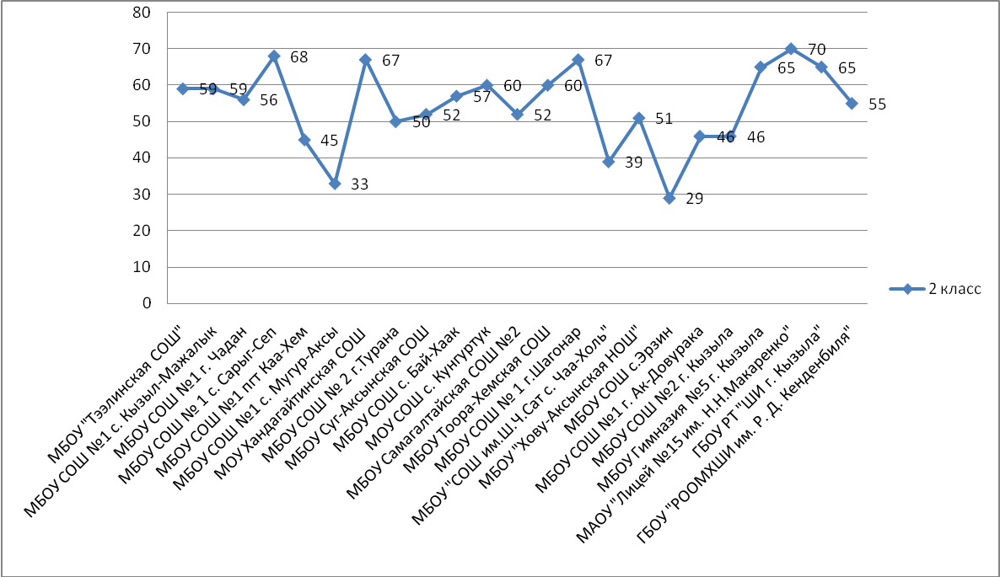 80
70
60
50
40
30
20
10
0
59
59
56
68
45
33
67
50
52
57
60
52
60
67
39
51
29
46
46
65
70
65
55
2 класс
МБОУ "Тээлинская СОШ"
МБОУ СОШ №1 с. Кызыл-Мажалык
МБОУ СОШ №1 г. Чадан
МБОУ СОШ № 1 с. Сарыг-Сеп
МБОУ СОШ №1 пгт Каа-Хем
МБОУ СОШ №1 с. Мугур-Аксы
МОУ Хандагайтинская СОШ
МБОУ СОШ № 2 г.Турана
МБОУ Суг-Аксынская СОШ
МБОУ СОШ с. Бай-Хаак
МОУ СОШ с. Кунгуртук
МБОУ Самагалтайская СОШ №2
МБОУ Тоора-Хемская СОШ
МБОУ СОШ № 1 г.Шагонар
МБОУ "СОШ им.Ш.Ч.Сат с. Чаа-Холь"
МБОУ "Хову-Аксынская НОШ"
МБОУ СОШ с.Эрзин
МБОУ СОШ №1 г. Ак-Довурака
МБОУ СОШ №2 г. Кызыла
МБОУ Гимназия №5 г. Кызыла
МАОУ "Лицей №15 им. Н.Н.Макаренко"
ГБОУ РТ "ШИ г. Кызыла"
ГБОУ "РООМХШИ им. Р. Д. Кенденбиля"